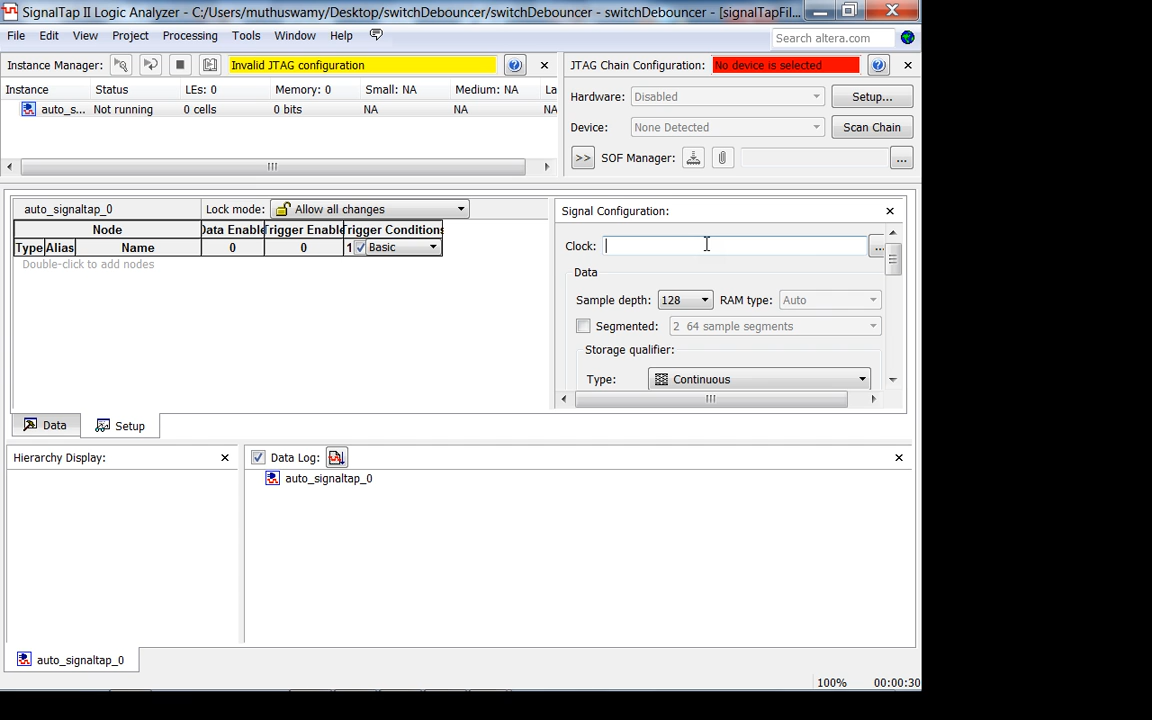 SignalTap II Logic Analyzer - C:/Users/muthuswamy/Desktop/switchDebouncer/switchDebouncer - switchDebouncer - [signalTapFil...
File Edit View Project Processing Tools Window Help
Search altera.com
Instance Manager: Invalid JTAG configuration
JTAG Chain Configuration: No device is selected
Instance Status LEs: 0 Memory: 0 Small: NA Medium: NA La
auto_s... Not running 0 cells 0 bits NA NA NA
Hardware: Disabled Setup...
Device: None Detected Scan Chain
>> SOF Manager: ...
auto_signaltap_0 Lock mode: Allow all changes
Node Data Enable Trigger Enable Trigger Conditions
Type Alias Name 0 0 1 Basic
Double-click to add nodes
Signal Configuration:
Clock: ...
Data
Sample depth: 128 RAM type: Auto
Segmented: 2 64 sample segments
Storage qualifier:
Type: Continuous
Data Setup
Hierarchy Display:
Data Log:
auto_signaltap_0
auto_signaltap_0
100% 00:00:30